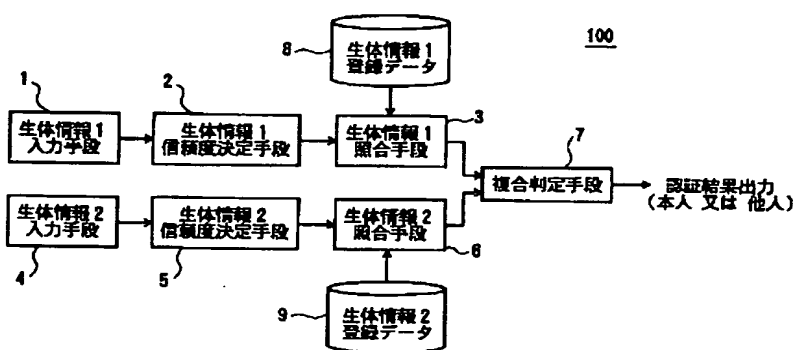 100
8
生体情報1
登録データ
1
2
3
7
生体情報1
入力手段
生体情報1
信頼度決定手段
生体情報1
照合手段
複合判定手段
認証結果出力
(本人 又は 他人)
生体情報2
入力手段
生体情報2
信頼度決定手段
生体情報2
照合手段
4
5
6
9
生体情報2
登録データ